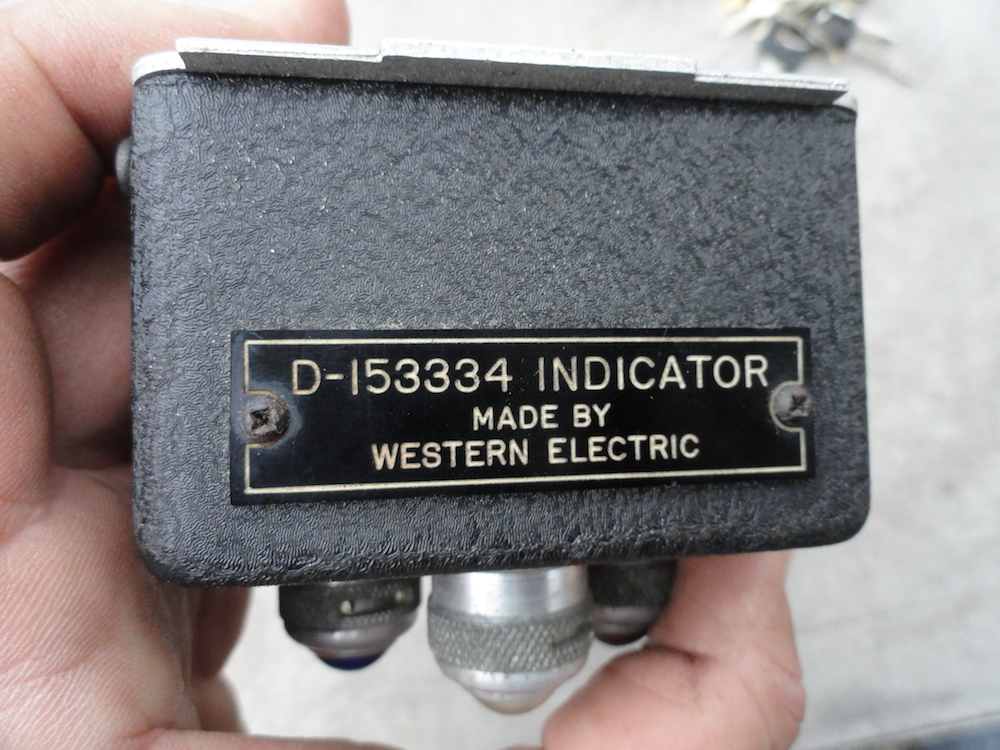 D-153334 INDICATOR
MADE BY
WESTERN ELECTRIC